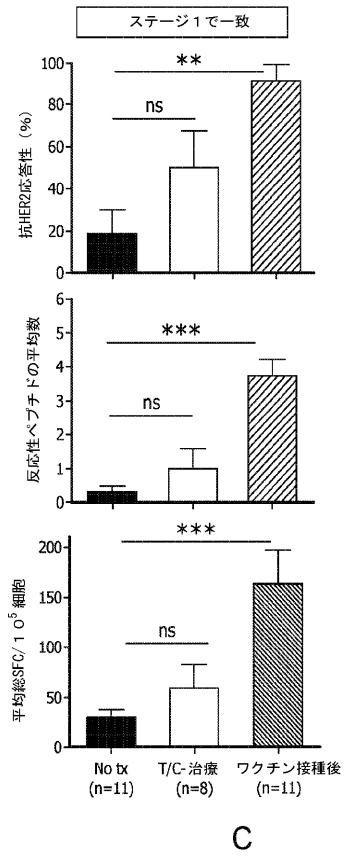 ステージ1で一致
抗HER2応答性 (%)
100
80
60
40
20
0
**
ns
反応性ペプチドの平均数
6
5
4
3
2
1
0
***
ns
平均総SFC/10⁵細胞
200
150
100
50
0
***
ns
No tx
(n=11)
T/C-治療
(n=8)
ワクチン接種後
(n=11)
C